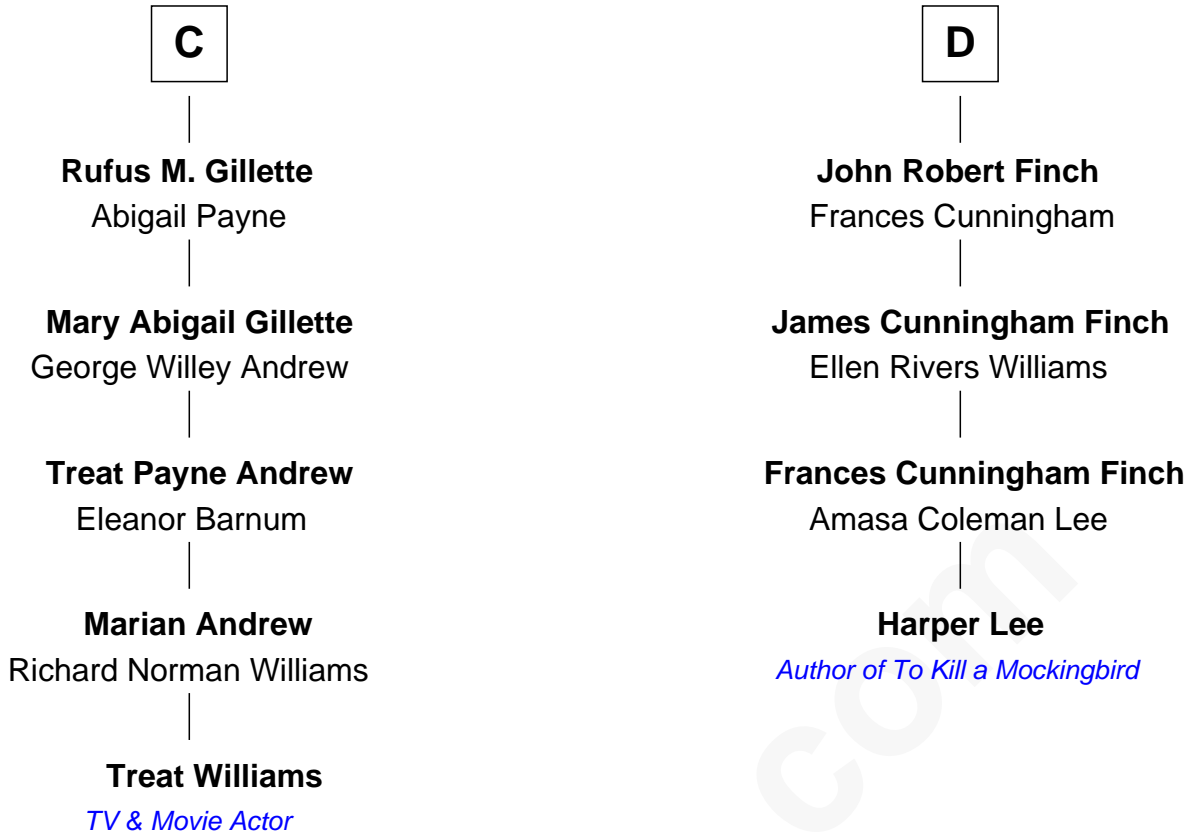 C
Rufus M. Gillette
Abigail Payne
Mary Abigail Gillette
George Willey Andrew
Treat Payne Andrew
Eleanor Barnum
Marian Andrew
Richard Norman Williams
Treat Williams
TV & Movie Actor
D
John Robert Finch
Frances Cunningham
James Cunningham Finch
Ellen Rivers Williams
Frances Cunningham Finch
Amasa Coleman Lee
Harper Lee
Author of To Kill a Mockingbird
com